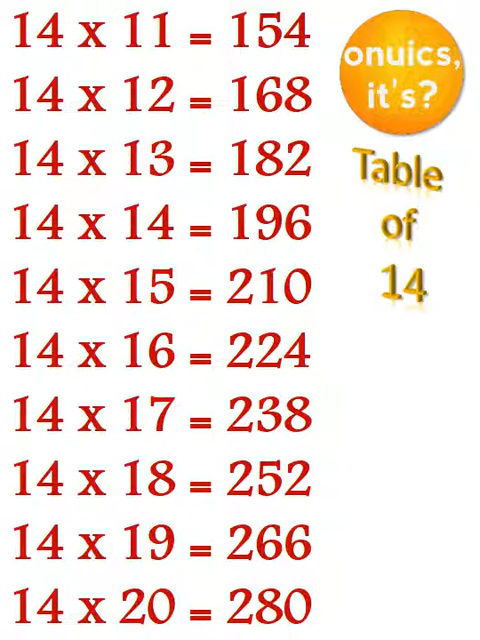 14 x 11 = 154
14 x 12 = 168
14 x 13 = 182
14 x 14 = 196
14 x 15 = 210
14 x 16 = 224
14 x 17 = 238
14 x 18 = 252
14 x 19 = 266
14 x 20 = 280
onuics,
it's?
Table
of
14